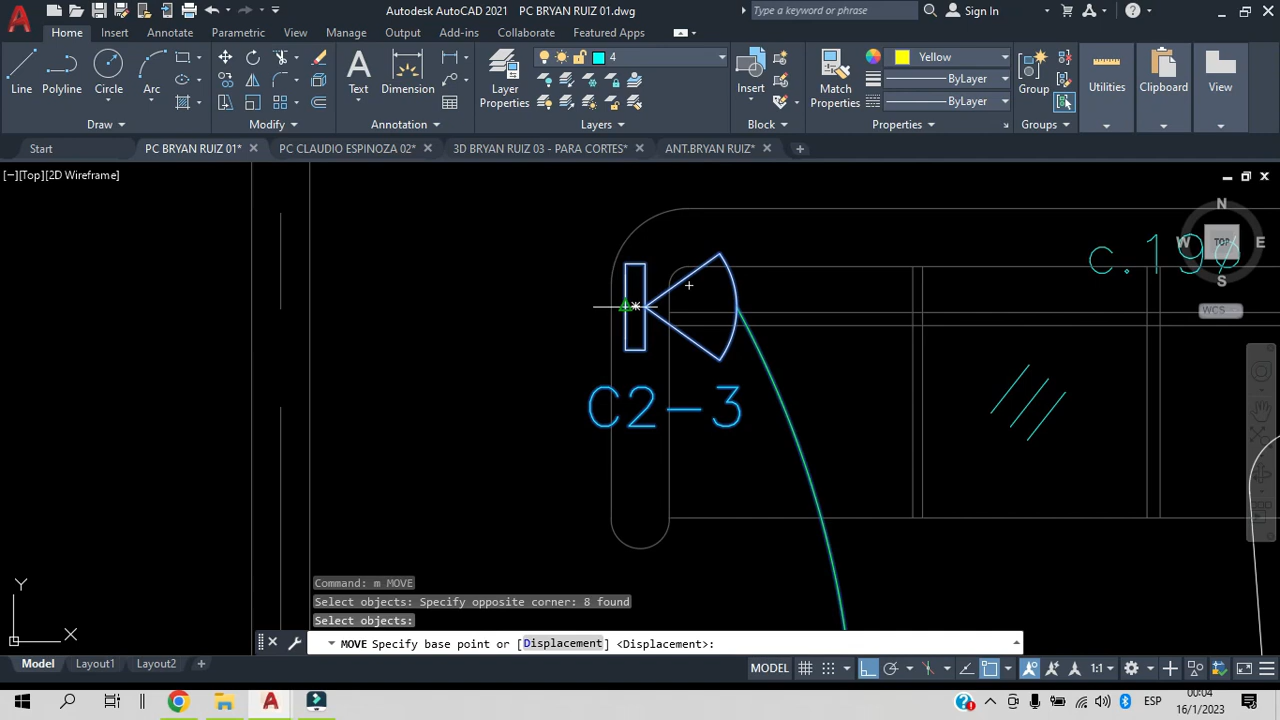 Autodesk AutoCAD 2021 PC BRYAN RUIZ 01.dwg
Type a keyword or phrase
Sign In
Home Insert Annotate Parametric View Manage Output Add-ins Collaborate Featured Apps
Line Polyline Circle Arc
Text Dimension
Layer Properties
4
Insert
Match Properties
Yellow
ByLayer
ByLayer
Group
Utilities
Clipboard
View
Draw Modify Annotation Layers Block Properties Groups
Start PC BRYAN RUIZ 01* PC CLAUDIO ESPINOZA 02* 3D BRYAN RUIZ 03 - PARA CORTES* ANT.BRYAN RUIZ*
[–][Top][2D Wireframe]
N
W TOP E
S
WCS
C2-3
Command: m MOVE
Select objects: Specify opposite corner: 8 found
Select objects:
MOVE Specify base point or [Displacement] <Displacement>:
Y
X
Model Layout1 Layout2
MODEL
1:1
ESP
00:04
16/1/2023